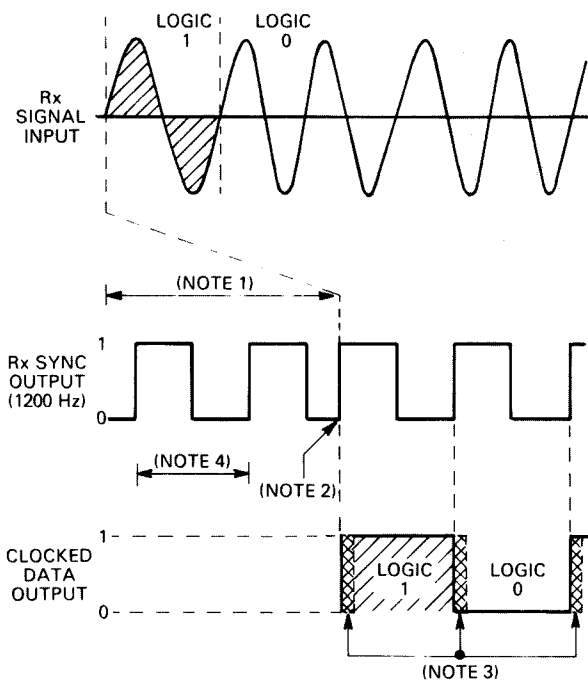 LOGIC
1
LOGIC
0
Rx
SIGNAL
INPUT
(NOTE 1)
Rx SYNC
OUTPUT
(1200 Hz)
1
0
(NOTE 4)
(NOTE 2)
CLOCKED
DATA
OUTPUT
1
0
LOGIC
1
LOGIC
0
(NOTE 3)